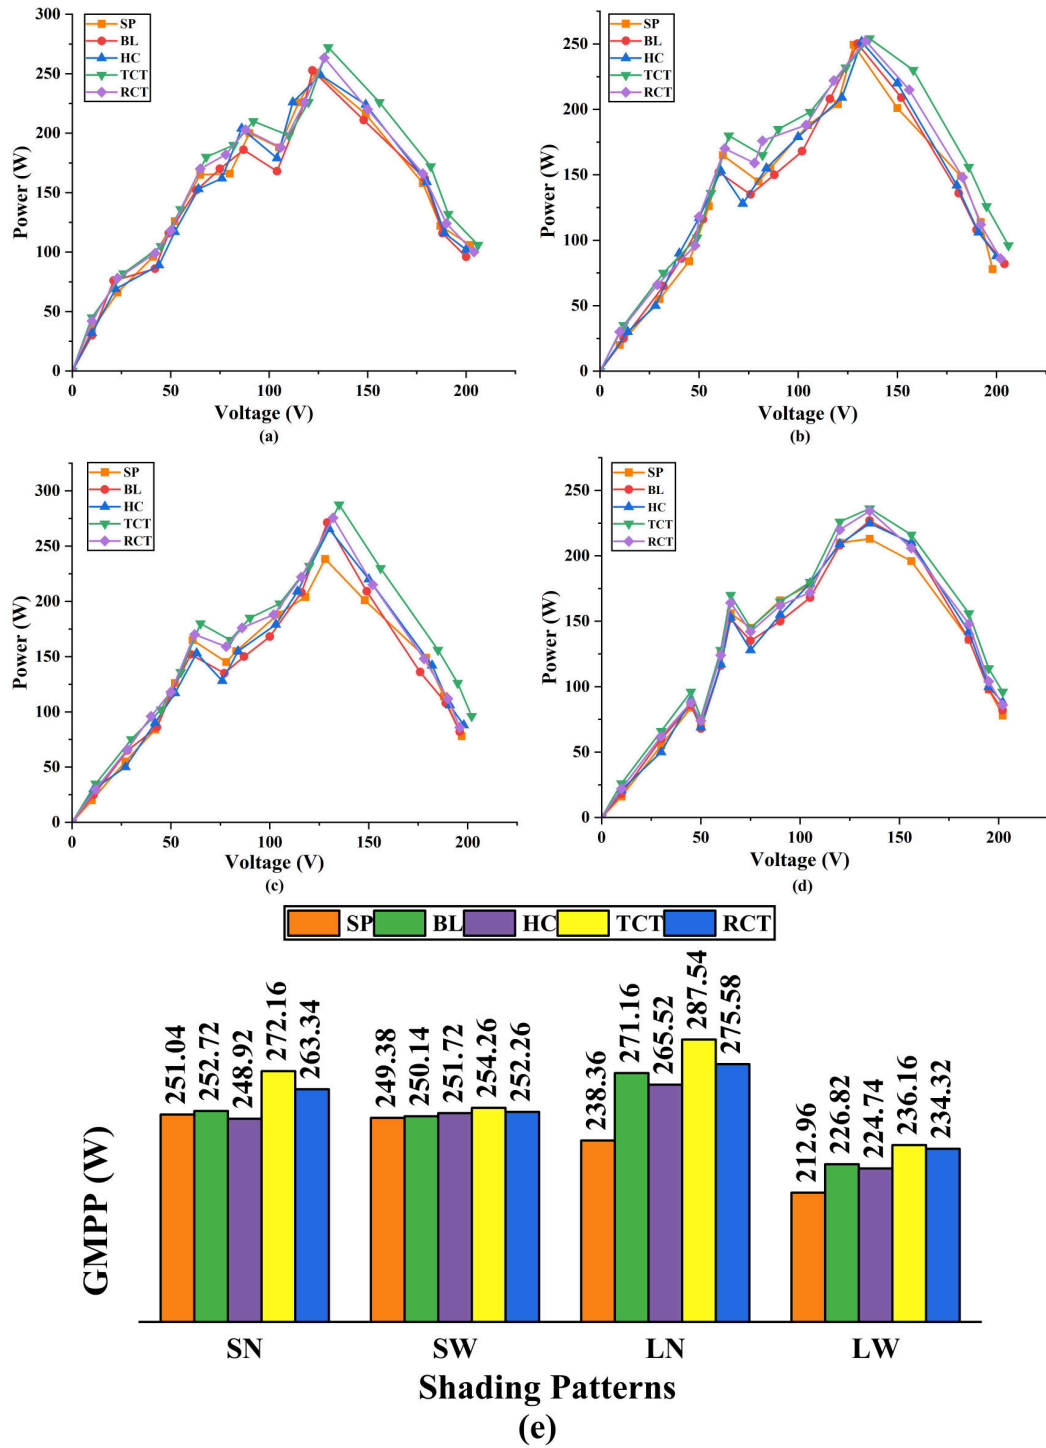 SP
BL
HC
TCT
RCT
300
250
200
150
100
50
0
Power (W)
0 50 100 150 200
Voltage (V)
(a)
SP
BL
HC
TCT
RCT
250
200
150
100
50
0
Power (W)
0 50 100 150 200
Voltage (V)
(b)
SP
BL
HC
TCT
RCT
300
250
200
150
100
50
0
Power (W)
0 50 100 150 200
Voltage (V)
(c)
SP
BL
HC
TCT
RCT
250
200
150
100
50
0
Power (W)
0 50 100 150 200
Voltage (V)
(d)
SP BL HC TCT RCT
251.04 252.72 248.92 272.16 263.34
249.38 250.14 251.72 254.26 252.26
238.36 271.16 265.52 287.54 275.58
212.96 226.82 224.74 236.16 234.32
GMPP (W)
SN SW LN LW
Shading Patterns
(e)